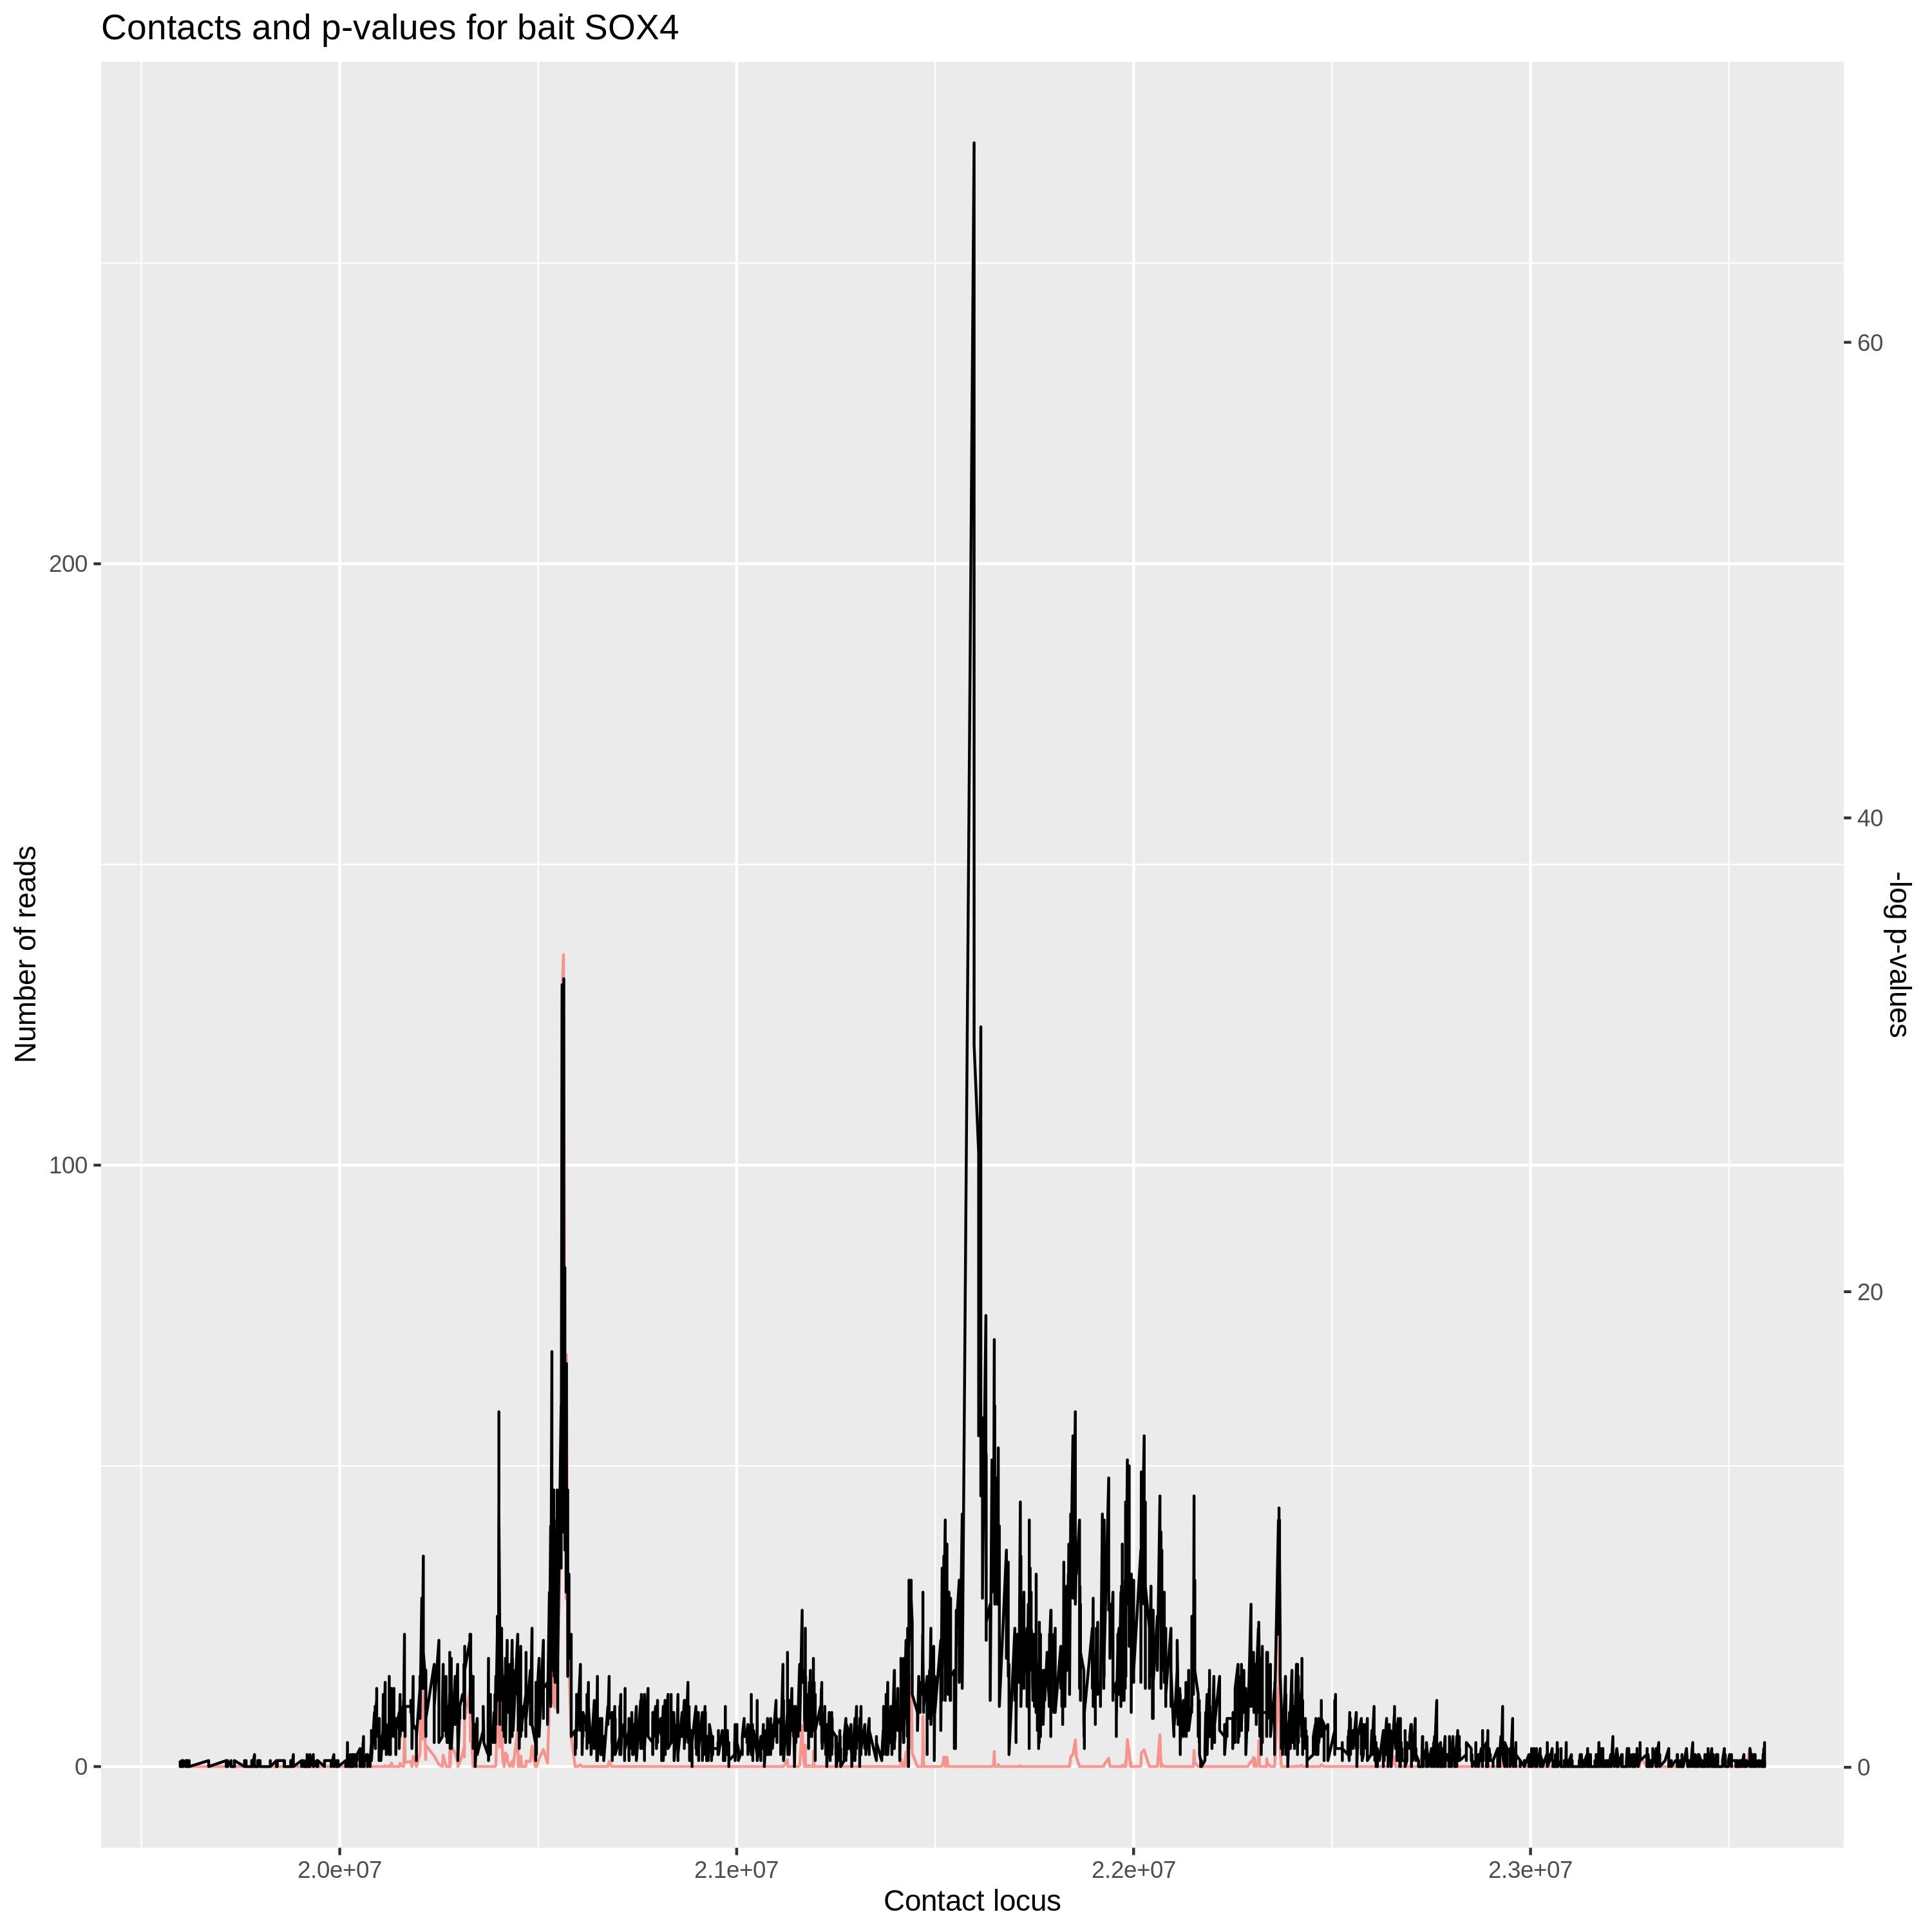 Contacts and p-values for bait SOX4
Number of reads
200
100
0
60
40
20
0
-log p-values
2.0e+07
2.1e+07
2.2e+07
2.3e+07
Contact locus